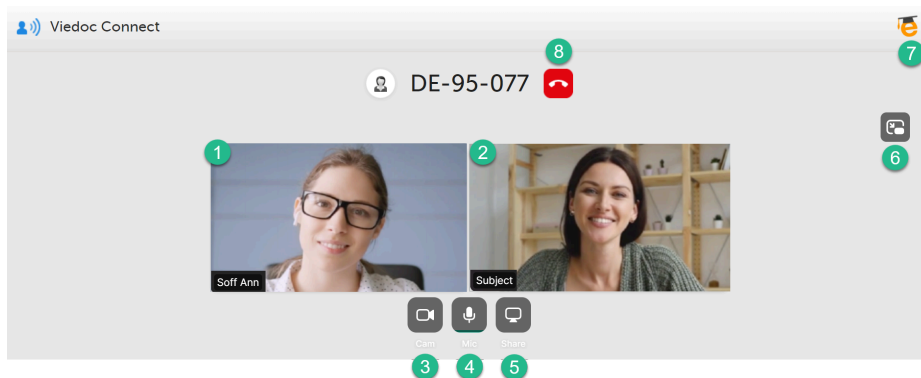 Viedoc Connect
e
7
8
DE-95-077
6
1
2
Soff Ann
Subject
Cam
Mic
Share
3
4
5